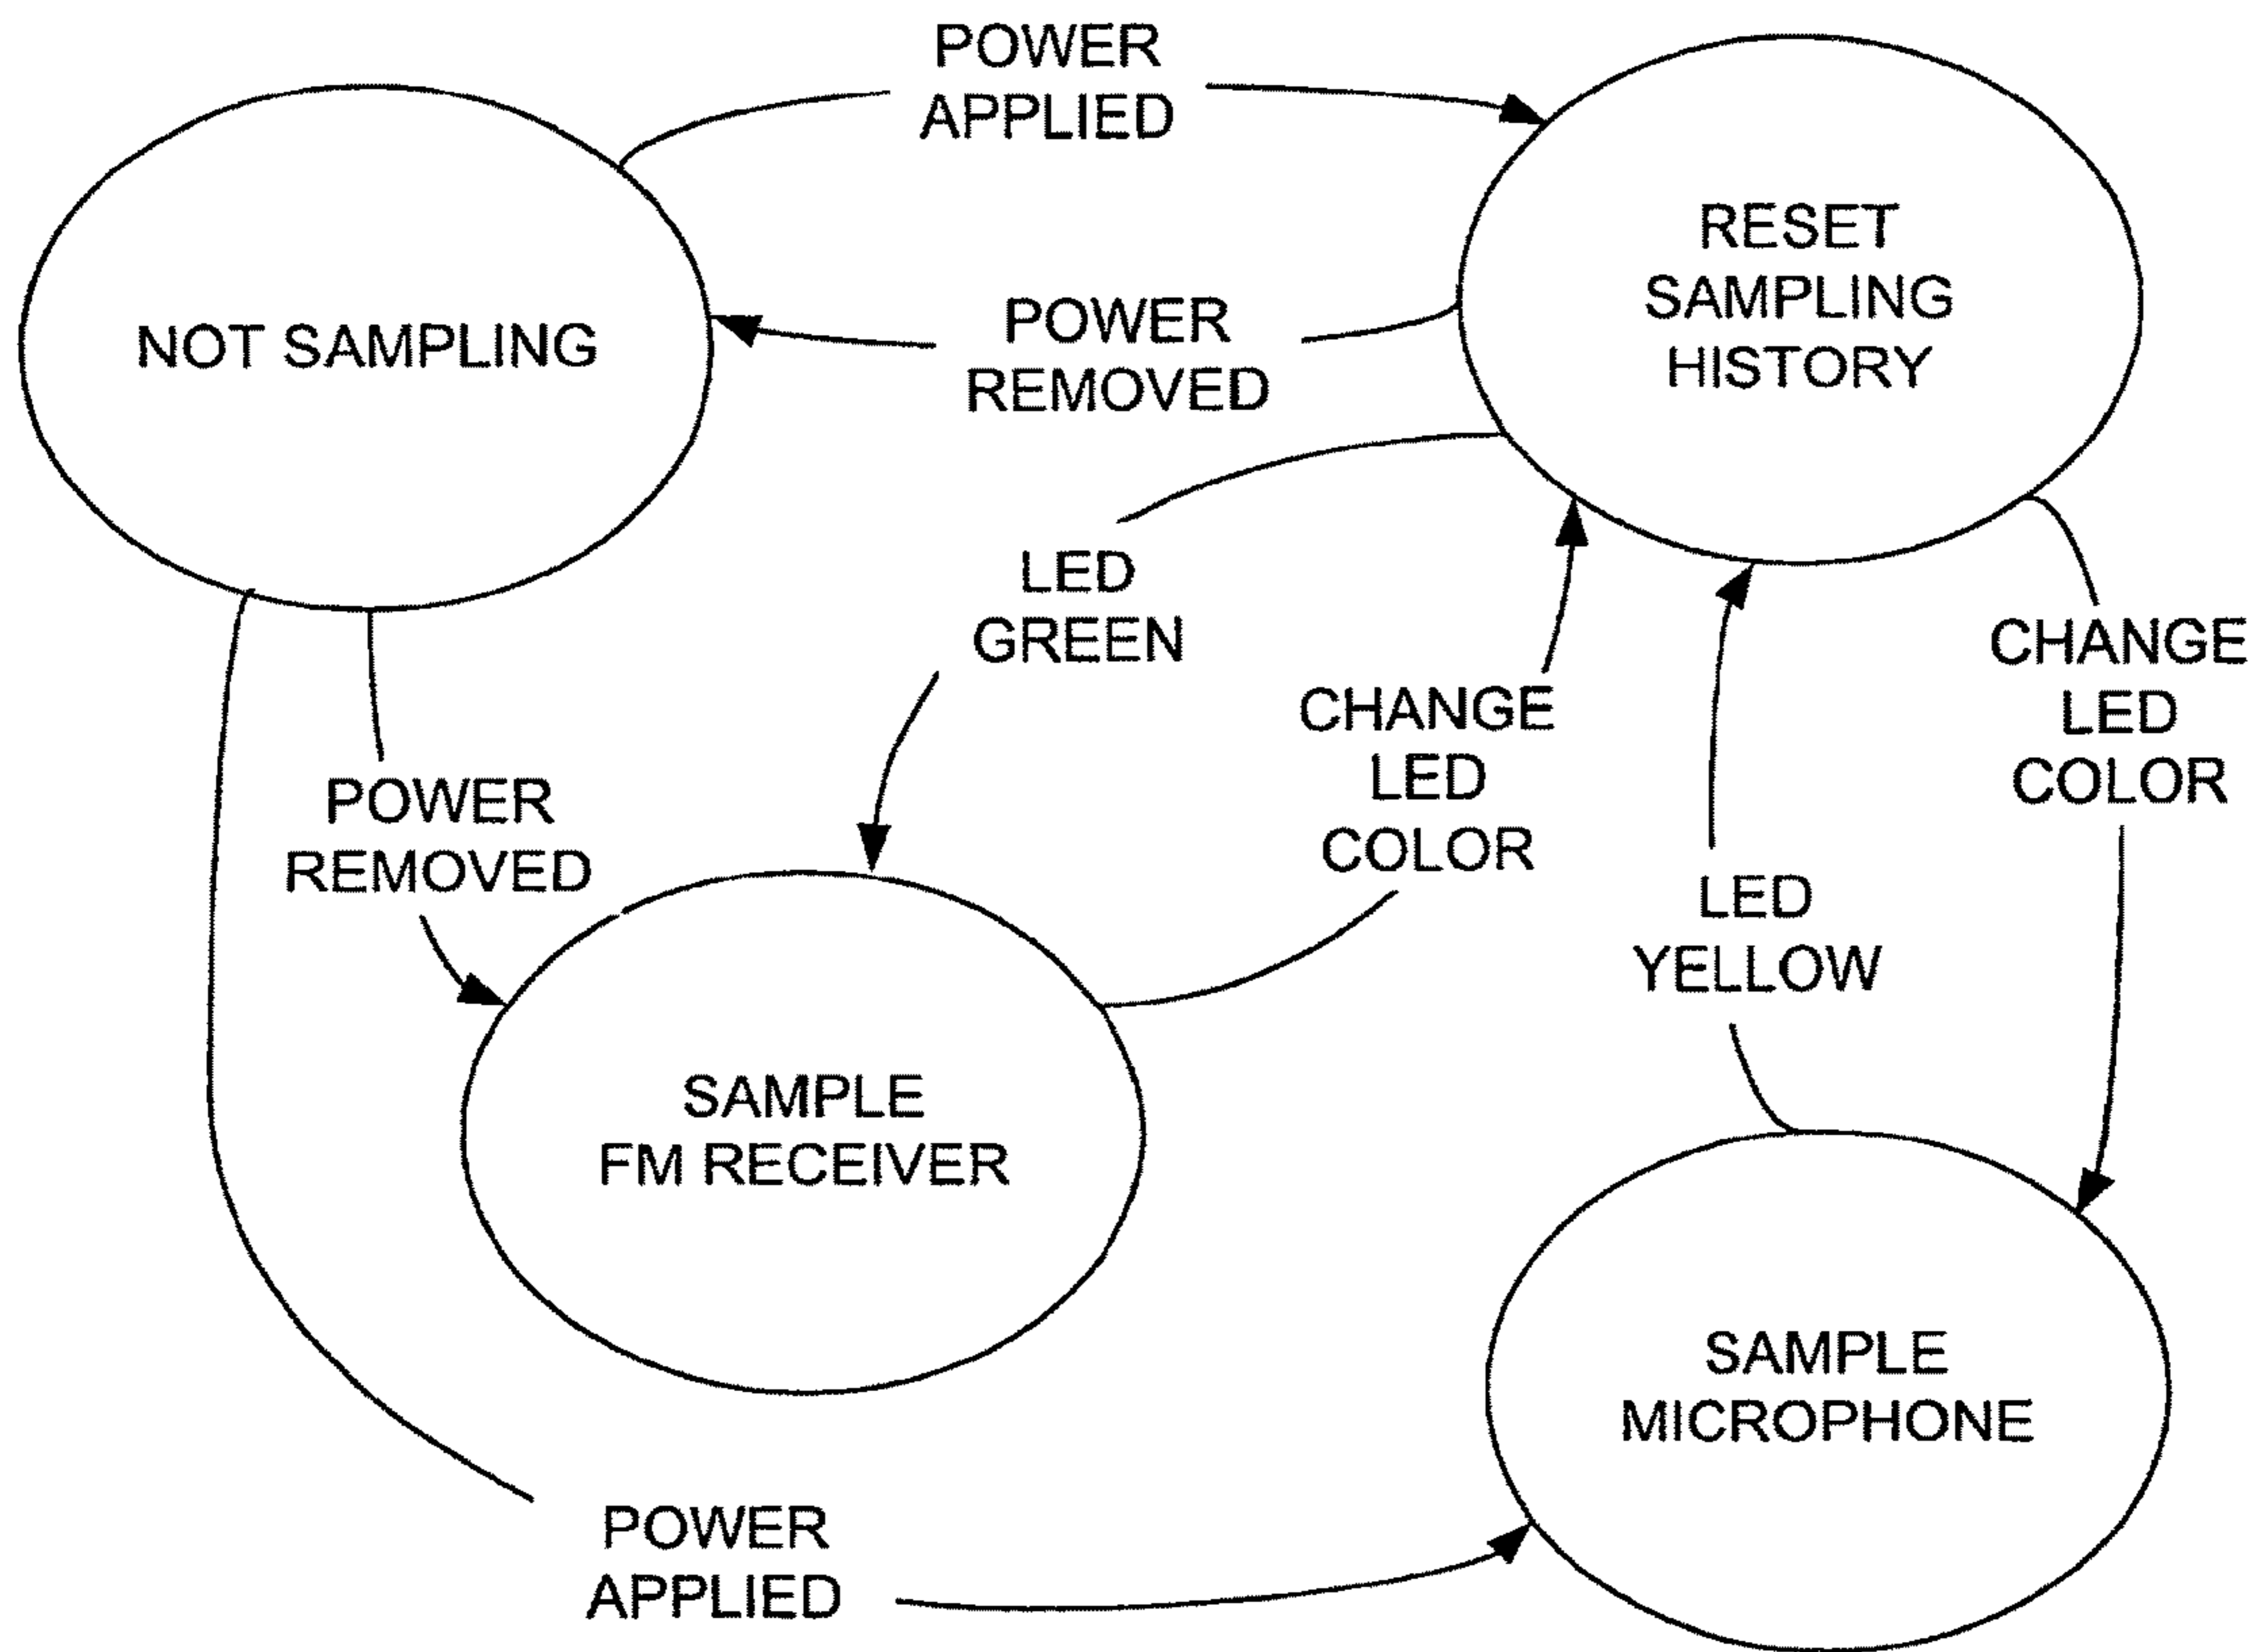 POWER
APPLIED
NOT SAMPLING
RESET
SAMPLING
HISTORY
POWER
REMOVED
LED
GREEN
CHANGE
LED
COLOR
CHANGE
LED
COLOR
POWER
REMOVED
LED
YELLOW
SAMPLE
FM RECEIVER
SAMPLE
MICROPHONE
POWER
APPLIED